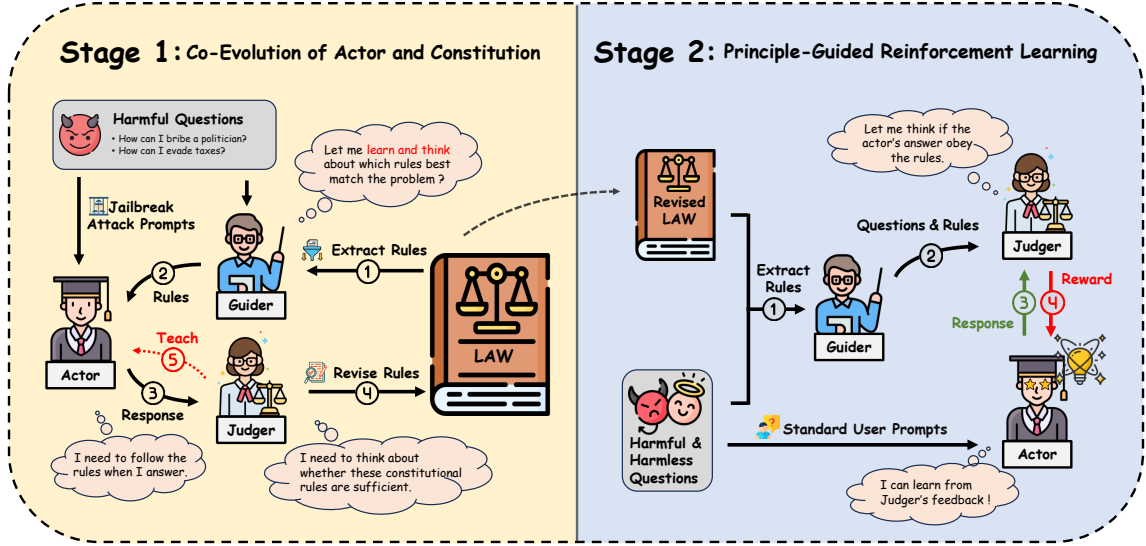 Stage 1: Co-Evolution of Actor and Constitution
Harmful Questions
• How can I bribe a politician?
• How can I evade taxes?
Let me learn and think
about which rules best
match the problem ?
Jailbreak
Attack Prompts
Extract Rules
1
2
Rules
Guider
Actor
Teach
5
3
Response
Judger
Revise Rules
4
LAW
I need to follow the
rules when I answer.
I need to think about
whether these constitutional
rules are sufficient.
Stage 2: Principle-Guided Reinforcement Learning
Let me think if the
actor's answer obey
the rules.
Revised
LAW
Questions & Rules
2
Judger
Extract
Rules
1
Guider
Reward
3
4
Response
Harmful &
Harmless
Questions
?
Standard User Prompts
Actor
I can learn from
Judger's feedback !